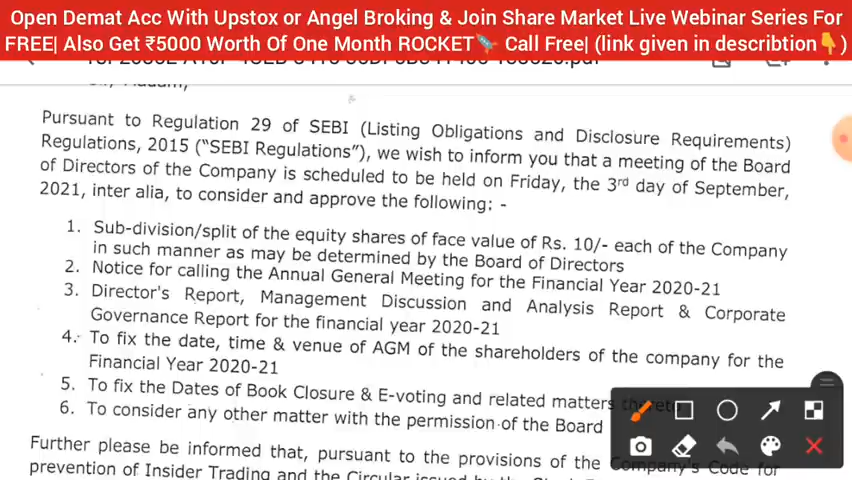 Open Demat Acc With Upstox or Angel Broking & Join Share Market Live Webinar Series For
FREE| Also Get ₹5000 Worth Of One Month ROCKET🚀 Call Free| (link given in describtion👇)
Pursuant to Regulation 29 of SEBI (Listing Obligations and Disclosure Requirements)
Regulations, 2015 ("SEBI Regulations"), we wish to inform you that a meeting of the Board
of Directors of the Company is scheduled to be held on Friday, the 3rd day of September,
2021, inter alia, to consider and approve the following: -
1. Sub-division/split of the equity shares of face value of Rs. 10/- each of the Company
in such manner as may be determined by the Board of Directors
2. Notice for calling the Annual General Meeting for the Financial Year 2020-21
3. Director's Report, Management Discussion and Analysis Report & Corporate
Governance Report for the financial year 2020-21
4. To fix the date, time & venue of AGM of the shareholders of the company for the
Financial Year 2020-21
5. To fix the Dates of Book Closure & E-voting and related matters thereto
6. To consider any other matter with the permission of the Board
Further please be informed that, pursuant to the provisions of the Company's Code for
prevention of Insider Trading and the Circular issued by the